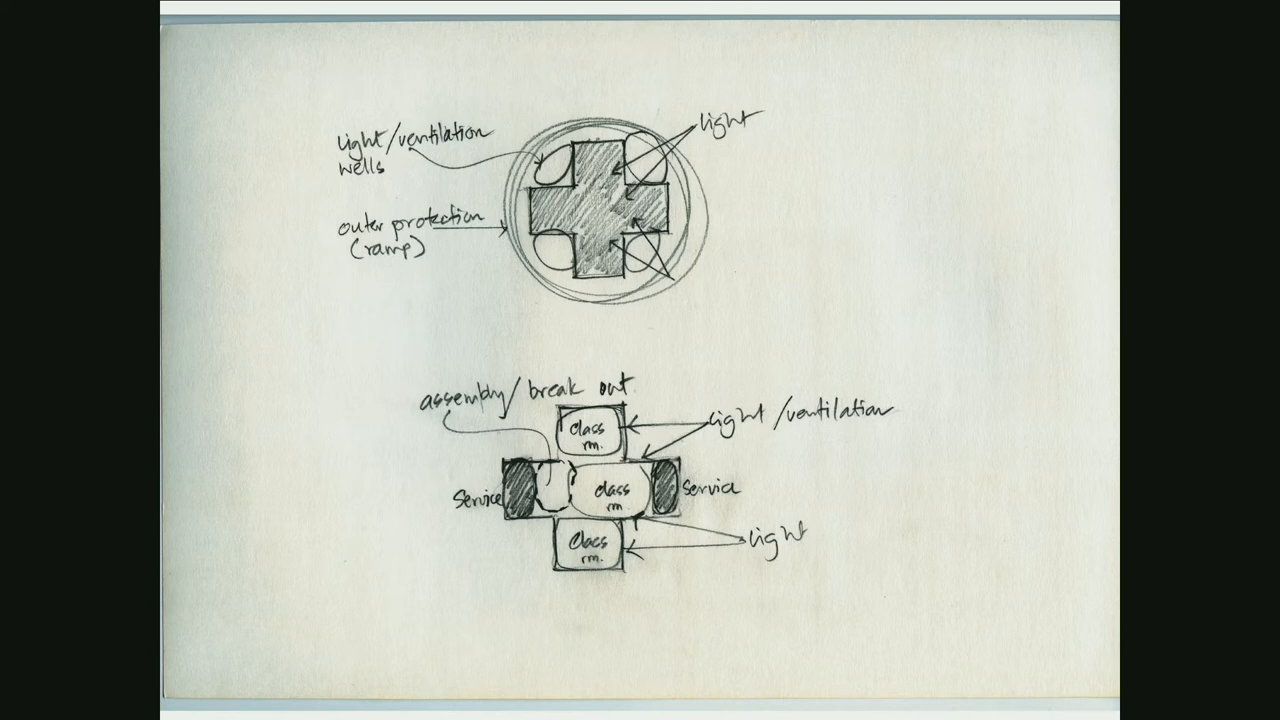 light/ventilation
wells
light
outer protection
(ramp)
assembly/break out
class
rm.
light/ventilation
Service
class
rm
Service
class
rm.
light